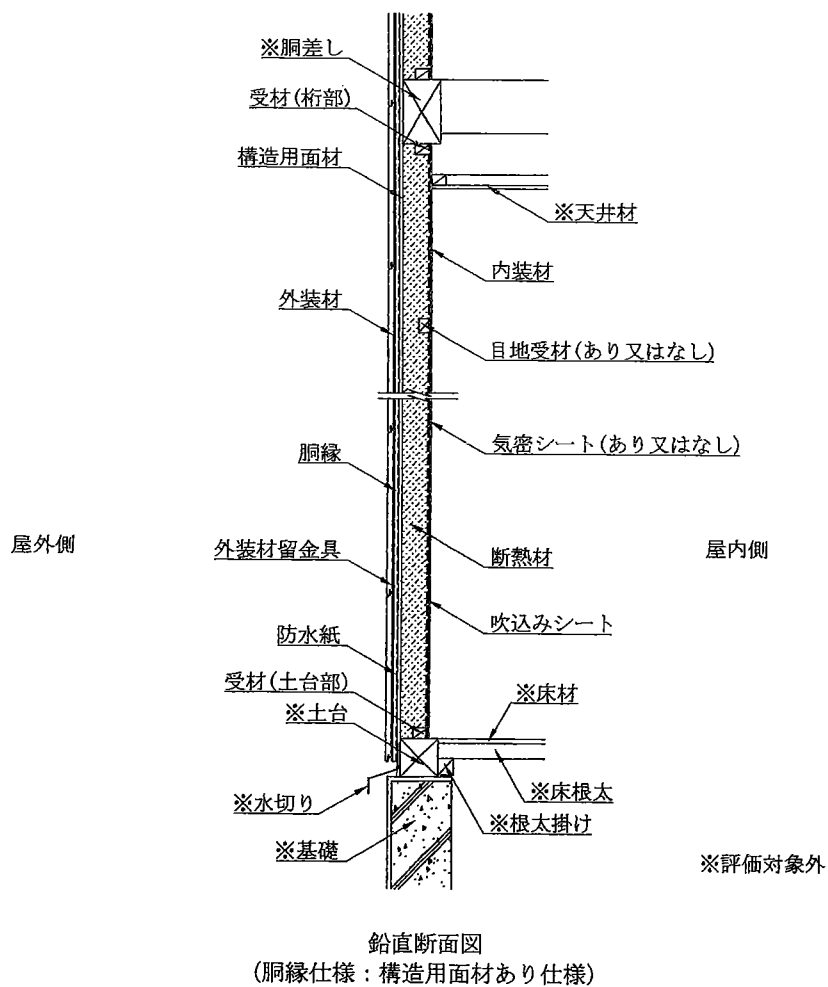 ※胴差し
受材(桁部)
構造用面材
※天井材
内装材
外装材
目地受材(あり又はなし)
気密シート(あり又はなし)
胴縁
屋外側
外装材留金具
断熱材
屋内側
吹込みシート
防水紙
受材(土台部)
※床材
※土台
※水切り
※床根太
※根太掛け
※基礎
※評価対象外
鉛直断面図
(胴縁仕様：構造用面材あり仕様)